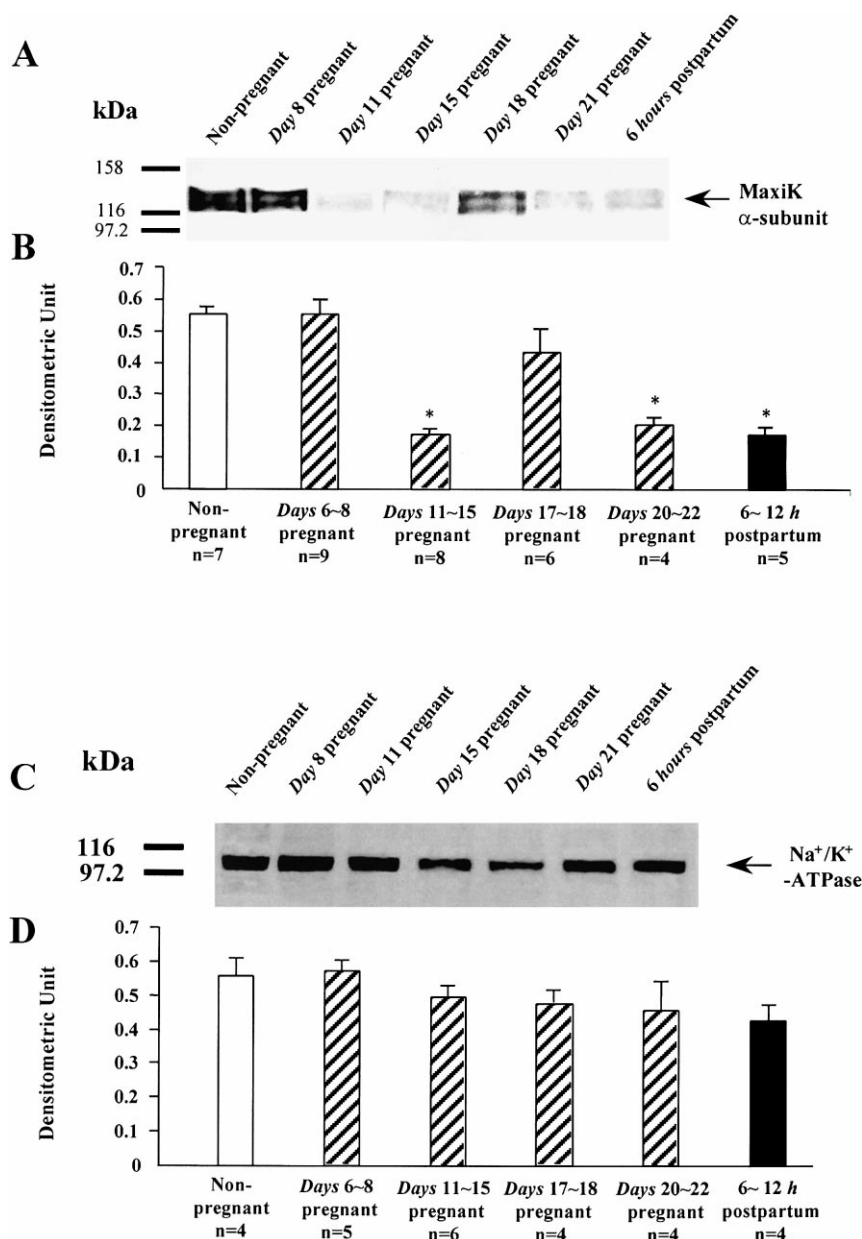 A
kDa
Non-pregnant
Day 8 pregnant
Day 11 pregnant
Day 15 pregnant
Day 18 pregnant
Day 21 pregnant
6 hours postpartum
158
116
97.2
MaxiK
α-subunit
B
Densitometric Unit
0.7
0.6
0.5
0.4
0.3
0.2
0.1
0
*
*
*
Non-
pregnant
n=7
Days 6~8
pregnant
n=9
Days 11~15
pregnant
n=8
Days 17~18
pregnant
n=6
Days 20~22
pregnant
n=4
6~ 12 h
postpartum
n=5
C
kDa
Non-pregnant
Day 8 pregnant
Day 11 pregnant
Day 15 pregnant
Day 18 pregnant
Day 21 pregnant
6 hours postpartum
116
97.2
Na⁺/K⁺
-ATPase
D
Densitometric Unit
0.7
0.6
0.5
0.4
0.3
0.2
0.1
0
Non-
pregnant
n=4
Days 6~8
pregnant
n=5
Days 11~15
pregnant
n=6
Days 17~18
pregnant
n=4
Days 20~22
pregnant
n=4
6~ 12 h
postpartum
n=4